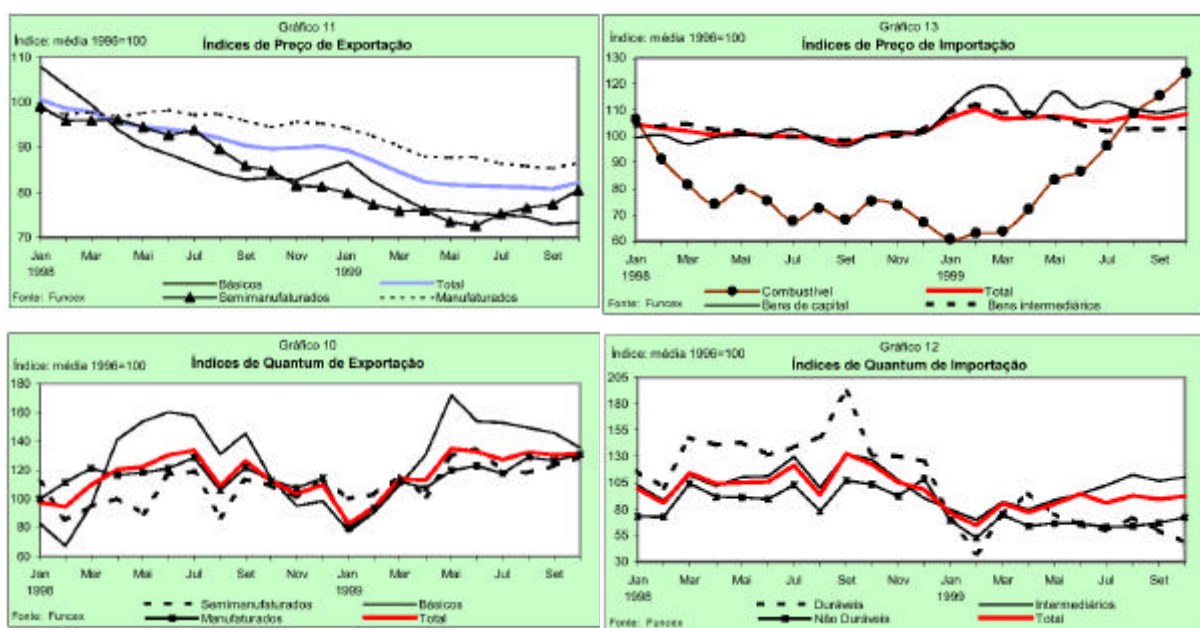 Gráfico 11
Índice: média 1996=100
Índices de Preço de Exportação
110
100
90
80
70
Jan Mar Mai Jul Set Nov Jan Mar Mai Jul Set
1998 1999
Básicos Total
Semimanufaturados Manufaturados
Fonte: Funcex
Gráfico 13
Índice: média 1996=100
Índices de Preço de Importação
130
120
110
100
90
80
70
60
Jan Mar Mai Jul Set Nov Jan Mar Mai Jul Set
1998 1999
Combustível Total
Bens de capital Bens intermediários
Fonte: Funcex
Gráfico 10
Índice: média 1996=100
Índices de Quantum de Exportação
180
160
140
120
100
80
60
Jan Mar Mai Jul Set Nov Jan Mar Mai Jul Set
1998 1999
Semimanufaturados Básicos
Manufaturados Total
Fonte: Funcex
Gráfico 12
Índice: média 1996=100
Índices de Quantum de Importação
205
180
155
130
105
80
55
30
Jan Mar Mai Jul Set Nov Jan Mar Mai Jul Set
1998 1999
Duráveis Intermediários
Não Duráveis Total
Fonte: Funcex